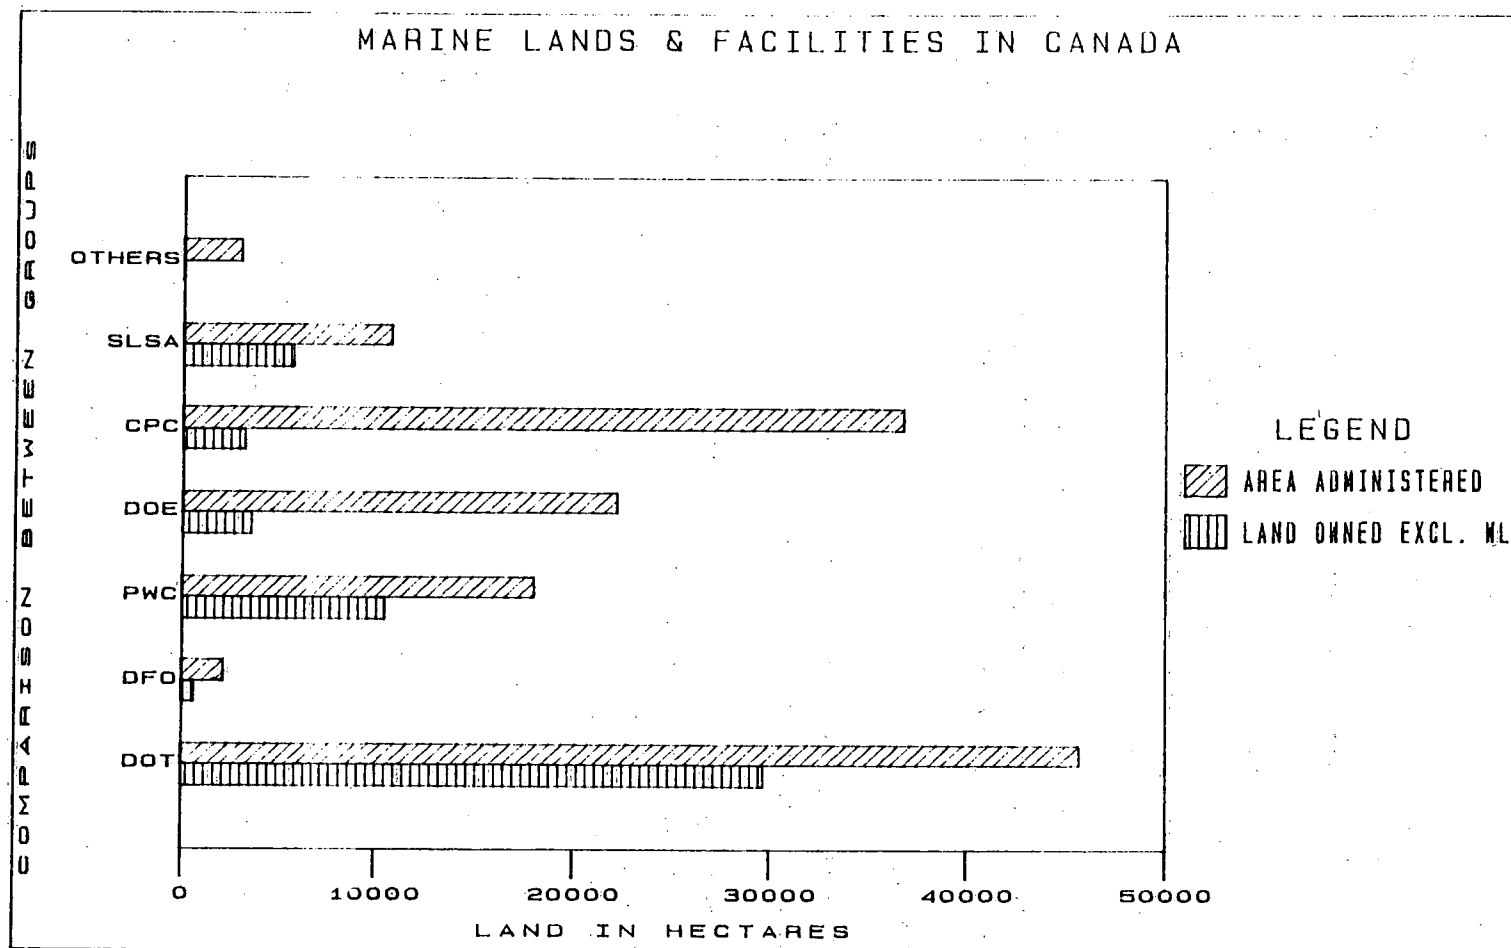 MARINE LANDS & FACILITIES IN CANADA
COMPARISON BETWEEN GROUPS
OTHERS
SLSA
CPC
DOE
PWC
DFO
DOT
0 10000 20000 30000 40000 50000
LAND IN HECTARES
LEGEND
AREA ADMINISTERED
LAND OWNED EXCL. WL